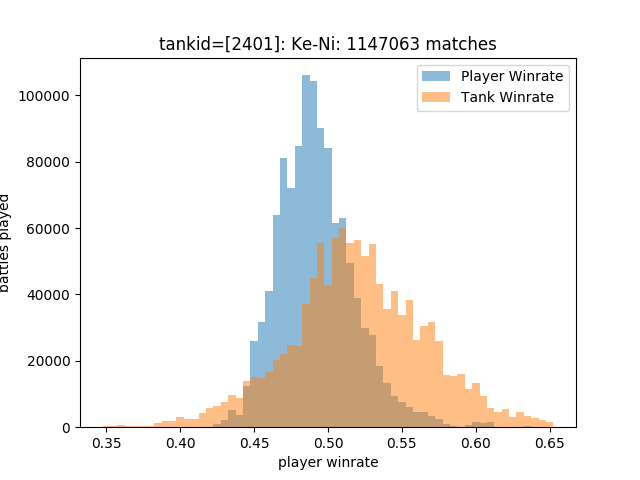 tankid=[2401]: Ke-Ni: 1147063 matches
Player Winrate
Tank Winrate
battles played
100000
80000
60000
40000
20000
0
0.35 0.40 0.45 0.50 0.55 0.60 0.65
player winrate